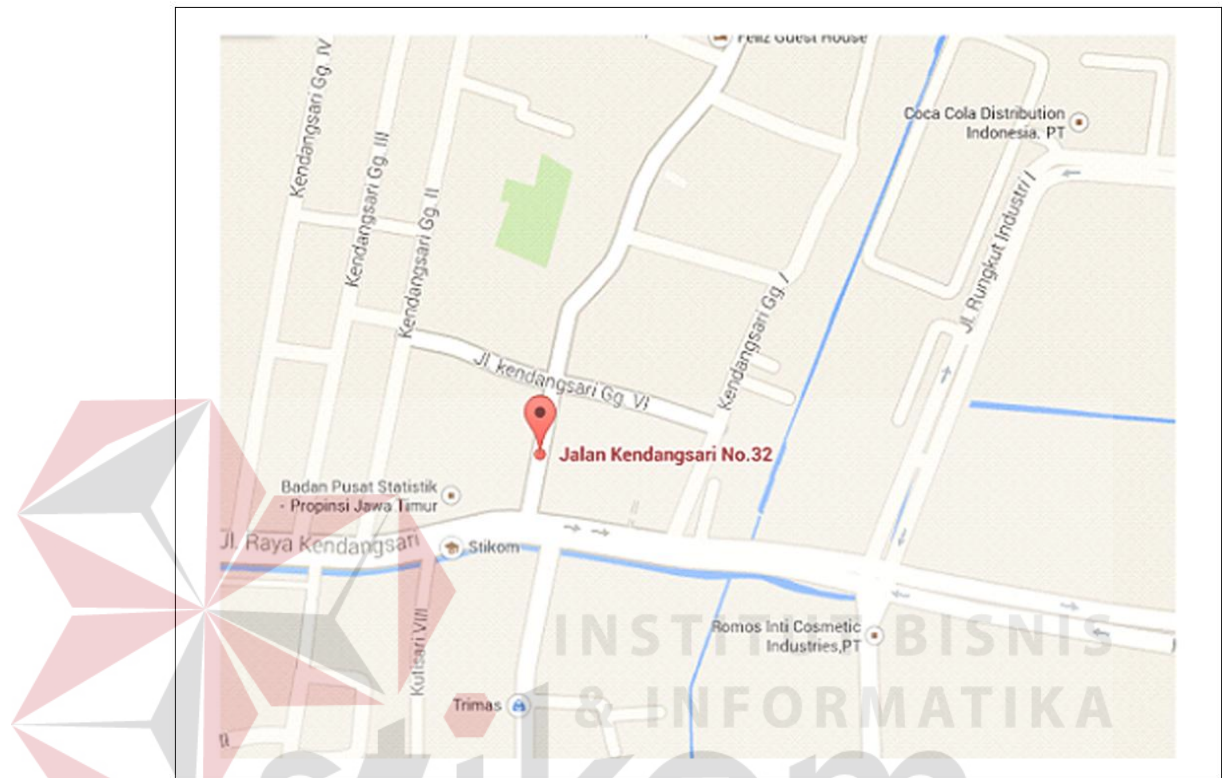 Feliz Guest House
Kendangsari Gg. IV
Kendangsari Gg. III
Kendangsari Gg. II
Coca Cola Distribution
Indonesia, PT
Jl. Rungkut Industri I
Kendangsari Gg. I
Jl. kendangsari Gg. VI
Jalan Kendangsari No.32
Badan Pusat Statistik
- Propinsi Jawa Timur
Jl. Raya Kendangsari
Stikom
Kutisari VIII
Romos Inti Cosmetic
Industries,PT
Trimas
INSTITUT BISNIS
& INFORMATIKA
stikom